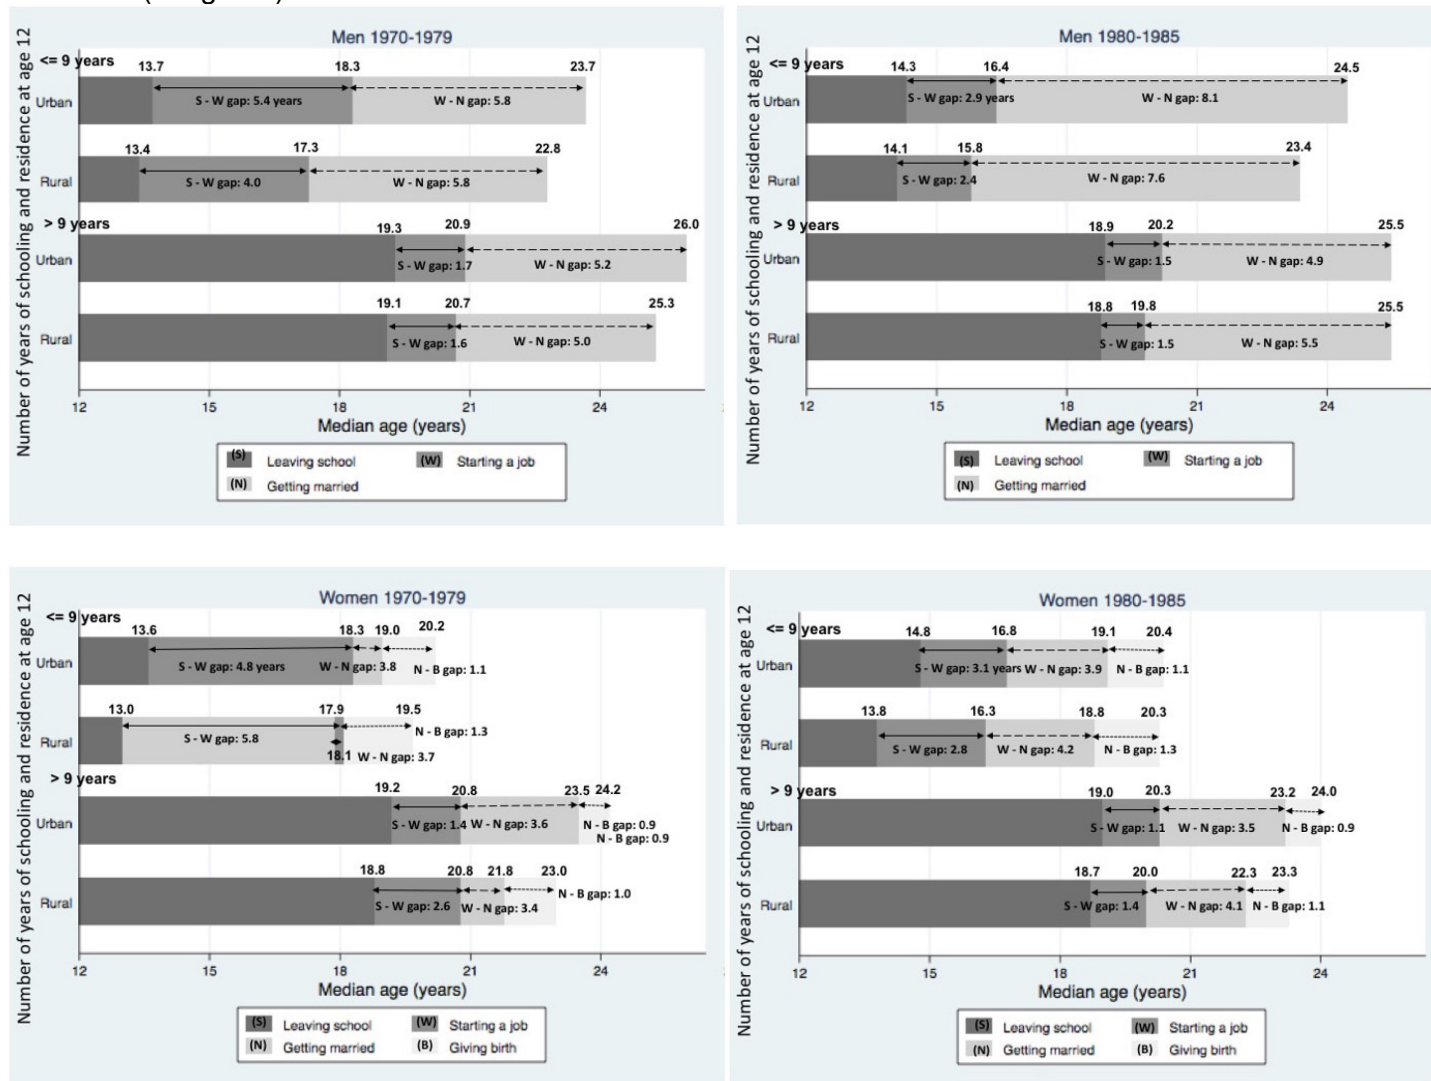 Men 1970-1979
Number of years of schooling and residence at age 12
<= 9 years
13.7 18.3 23.7
Urban S - W gap: 5.4 years W - N gap: 5.8
13.4 17.3 22.8
Rural S - W gap: 4.0 W - N gap: 5.8
> 9 years
19.3 20.9 26.0
Urban S - W gap: 1.7 W - N gap: 5.2
19.1 20.7 25.3
Rural S - W gap: 1.6 W - N gap: 5.0
12 15 18 21 24
Median age (years)
(S) Leaving school (W) Starting a job
(N) Getting married
Men 1980-1985
Number of years of schooling and residence at age 12
<= 9 years
14.3 16.4 24.5
Urban S - W gap: 2.9 years W - N gap: 8.1
14.1 15.8 23.4
Rural S - W gap: 2.4 W - N gap: 7.6
> 9 years
18.9 20.2 25.5
Urban S - W gap: 1.5 W - N gap: 4.9
18.8 19.8 25.5
Rural S - W gap: 1.5 W - N gap: 5.5
12 15 18 21 24
Median age (years)
(S) Leaving school (W) Starting a job
(N) Getting married
Women 1970-1979
Number of years of schooling and residence at age 12
<= 9 years
13.6 18.3 19.0 20.2
Urban S - W gap: 4.8 years W - N gap: 3.8 N - B gap: 1.1
13.0 17.9 19.5
N - B gap: 1.3
Rural S - W gap: 5.8 18.1 W - N gap: 3.7
> 9 years
19.2 20.8 23.5 24.2
Urban S - W gap: 1.4 W - N gap: 3.6 N - B gap: 0.9
N - B gap: 0.9
18.8 20.8 21.8 23.0
N - B gap: 1.0
Rural S - W gap: 2.6 W - N gap: 3.4
12 15 18 21 24
Median age (years)
(S) Leaving school (W) Starting a job
(N) Getting married (B) Giving birth
Women 1980-1985
Number of years of schooling and residence at age 12
<= 9 years
14.8 16.8 19.1 20.4
Urban S - W gap: 3.1 years W - N gap: 3.9 N - B gap: 1.1
13.8 16.3 18.8 20.3
Rural S - W gap: 2.8 W - N gap: 4.2 N - B gap: 1.3
> 9 years
19.0 20.3 23.2 24.0
Urban S - W gap: 1.1 W - N gap: 3.5 N - B gap: 0.9
18.7 20.0 22.3 23.3
Rural S - W gap: 1.4 W - N gap: 4.1 N - B gap: 1.1
12 15 18 21 24
Median age (years)
(S) Leaving school (W) Starting a job
(N) Getting married (B) Giving birth